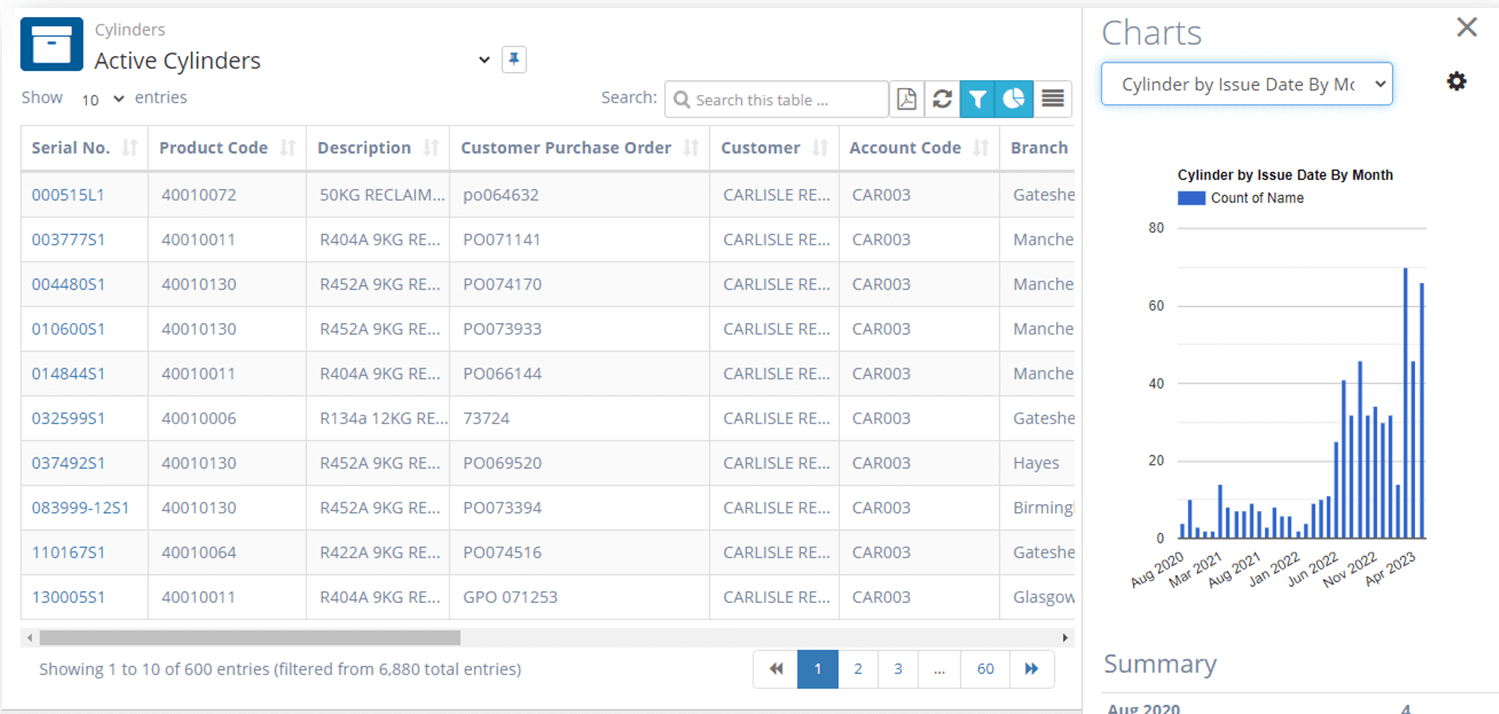 Cylinders
Active Cylinders
Show 10 entries
Search: Search this table ...
Serial No. Product Code Description Customer Purchase Order Customer Account Code Branch
000515L1 40010072 50KG RECLAIM... po064632 CARLISLE RE... CAR003 Gateshe
003777S1 40010011 R404A 9KG RE... PO071141 CARLISLE RE... CAR003 Manche
004480S1 40010130 R452A 9KG RE... PO074170 CARLISLE RE... CAR003 Manche
010600S1 40010130 R452A 9KG RE... PO073933 CARLISLE RE... CAR003 Manche
014844S1 40010011 R404A 9KG RE... PO066144 CARLISLE RE... CAR003 Manche
032599S1 40010006 R134a 12KG RE... 73724 CARLISLE RE... CAR003 Gateshe
037492S1 40010130 R452A 9KG RE... PO069520 CARLISLE RE... CAR003 Hayes
083999-12S1 40010130 R452A 9KG RE... PO073394 CARLISLE RE... CAR003 Birming
110167S1 40010064 R422A 9KG RE... PO074516 CARLISLE RE... CAR003 Gateshe
130005S1 40010011 R404A 9KG RE... GPO 071253 CARLISLE RE... CAR003 Glasgow
Showing 1 to 10 of 600 entries (filtered from 6,880 total entries)
1 2 3 ... 60
Charts
Cylinder by Issue Date By Mo
Cylinder by Issue Date By Month
Count of Name
80
60
40
20
0
Aug 2020 Mar 2021 Aug 2021 Jan 2022 Jun 2022 Nov 2022 Apr 2023
Summary
Aug 2020 4